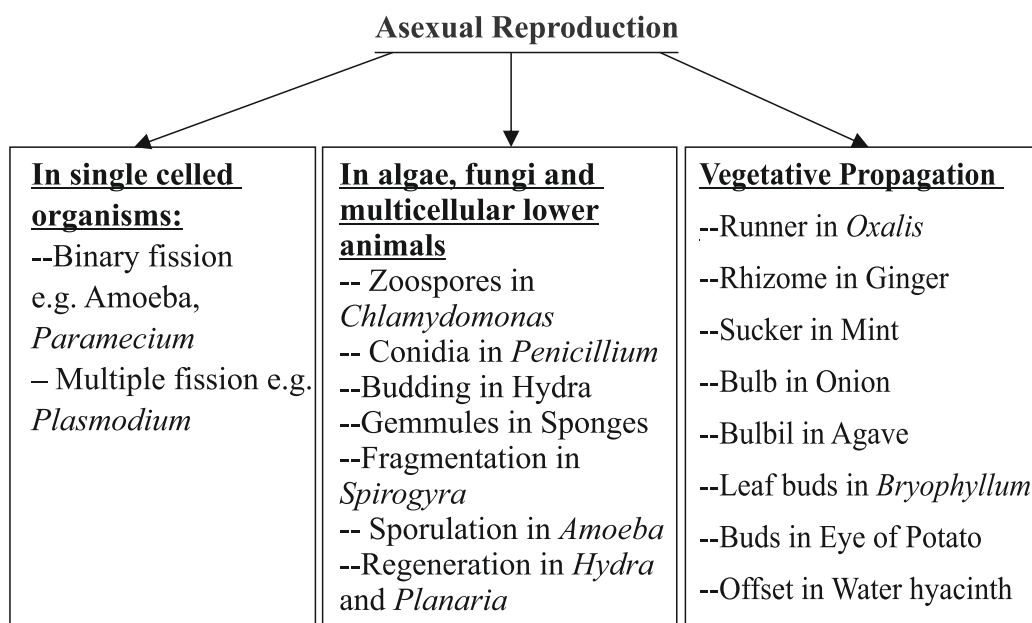 Asexual Reproduction
In single celled
organisms:
--Binary fission
e.g. Amoeba,
Paramecium
– Multiple fission e.g.
Plasmodium
In algae, fungi and
multicellular lower
animals
-- Zoospores in
Chlamydomonas
-- Conidia in Penicillium
--Budding in Hydra
--Gemmules in Sponges
--Fragmentation in
Spirogyra
-- Sporulation in Amoeba
--Regeneration in Hydra
and Planaria
Vegetative Propagation
--Runner in Oxalis
--Rhizome in Ginger
--Sucker in Mint
--Bulb in Onion
--Bulbil in Agave
--Leaf buds in Bryophyllum
--Buds in Eye of Potato
--Offset in Water hyacinth